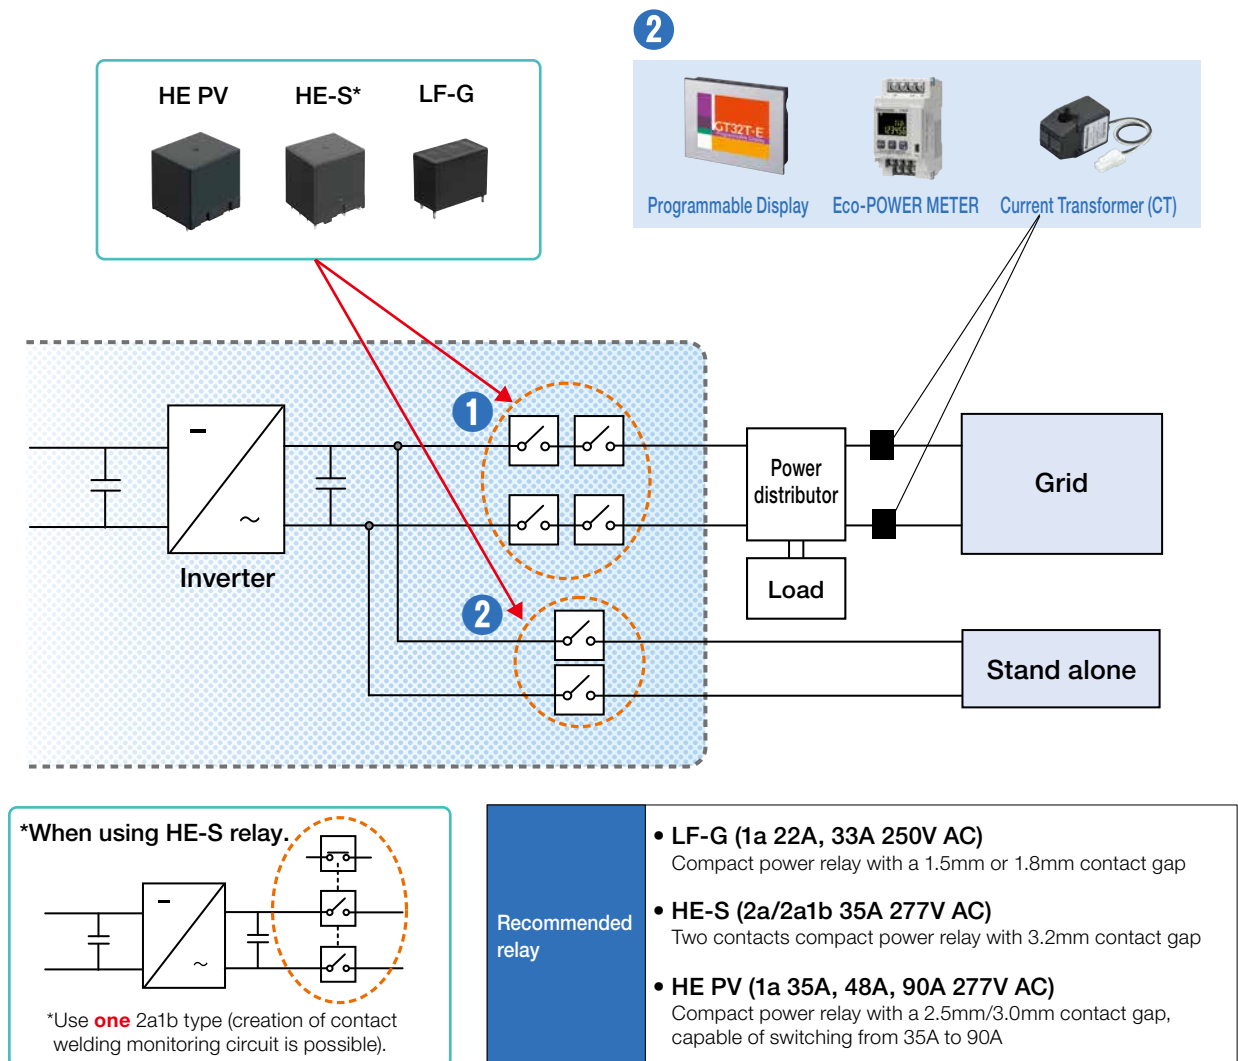 2
HE PV
HE-S*
LF-G
GT32T-E
Programmable Display
Eco-POWER METER
Current Transformer (CT)
1
−
~
Inverter
Power
distributor
Load
Grid
2
Stand alone
*When using HE-S relay.
−
~
*Use one 2a1b type (creation of contact
welding monitoring circuit is possible).
Recommended
relay
• LF-G (1a 22A, 33A 250V AC)
Compact power relay with a 1.5mm or 1.8mm contact gap
• HE-S (2a/2a1b 35A 277V AC)
Two contacts compact power relay with 3.2mm contact gap
• HE PV (1a 35A, 48A, 90A 277V AC)
Compact power relay with a 2.5mm/3.0mm contact gap,
capable of switching from 35A to 90A